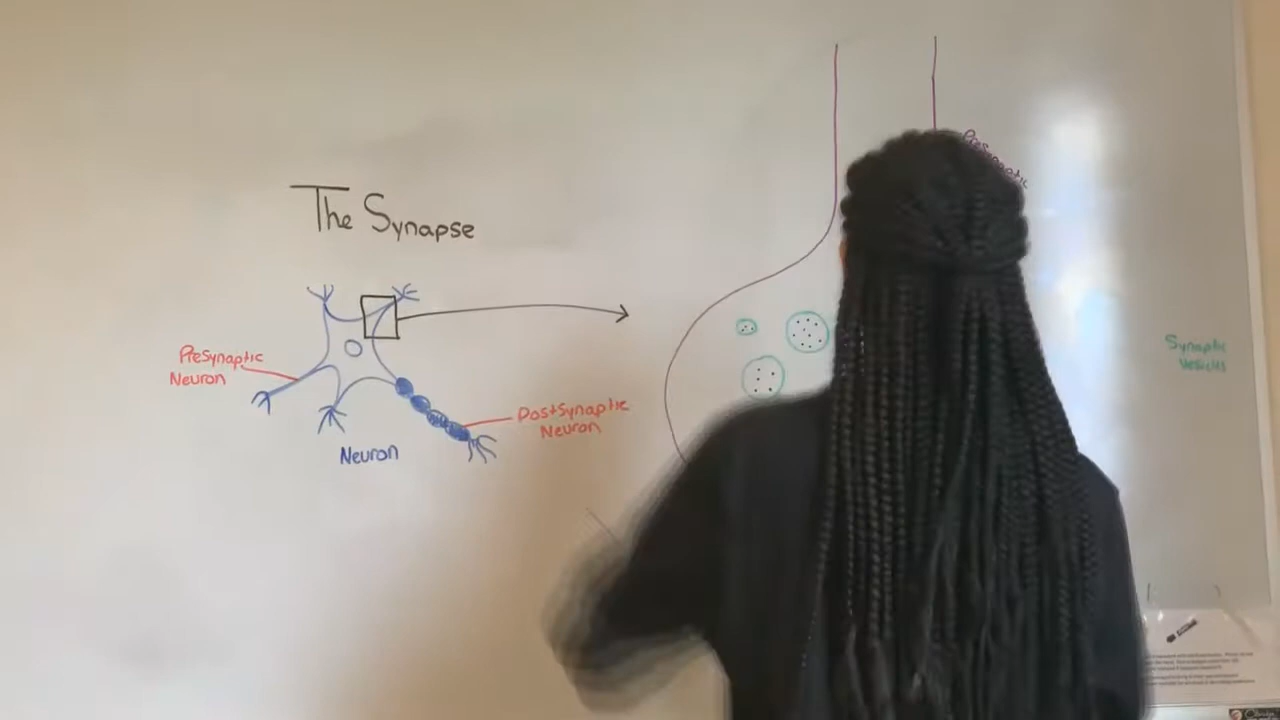 The Synapse
PreSynaptic
Neuron
PostSynaptic
Neuron
Neuron
PreSynaptic
Synaptic
Vesicles